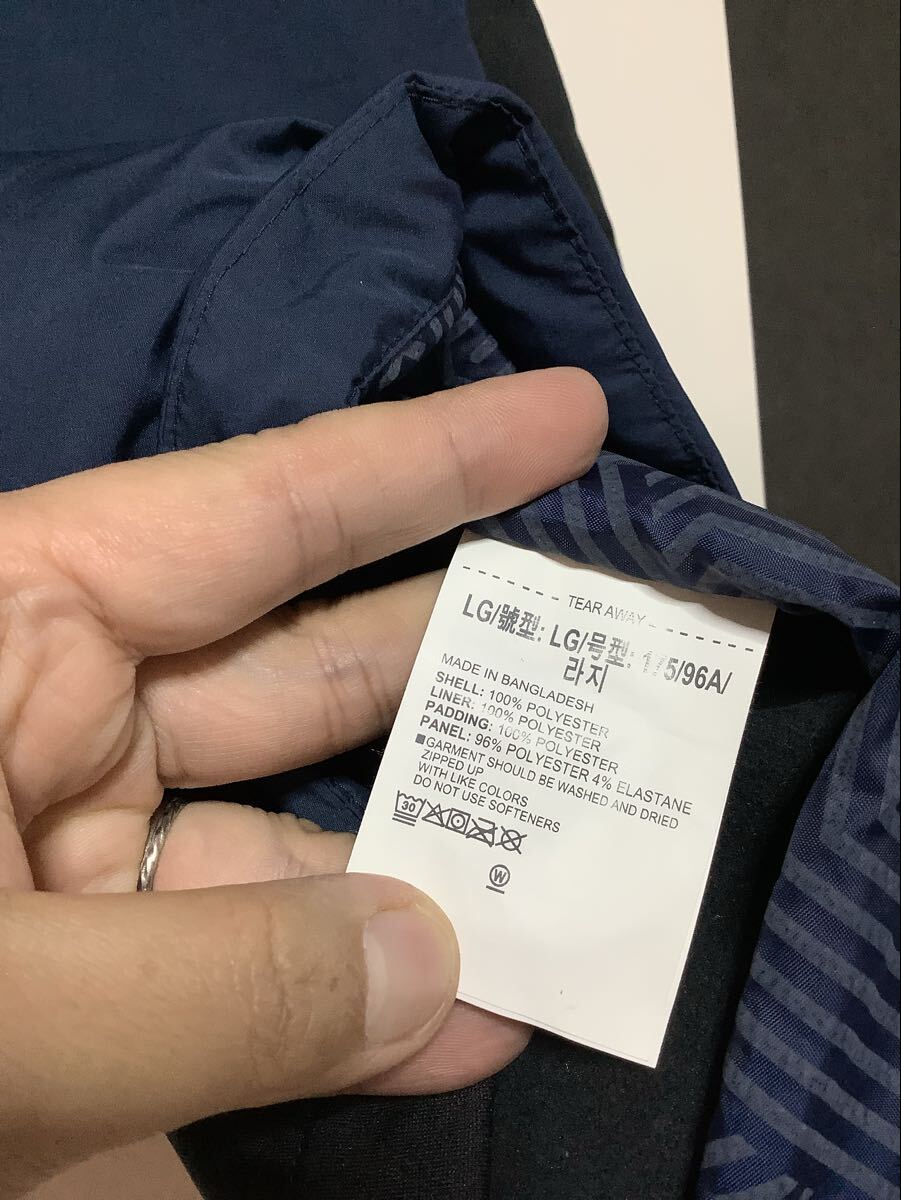 TEAR AWAY
LG/號型: LG/号型: 175/96A/
라지
MADE IN BANGLADESH
SHELL: 100% POLYESTER
LINER: 100% POLYESTER
PADDING: 100% POLYESTER
PANEL: 96% POLYESTER 4% ELASTANE
■GARMENT SHOULD BE WASHED AND DRIED
ZIPPED UP
WITH LIKE COLORS
DO NOT USE SOFTENERS
30
W